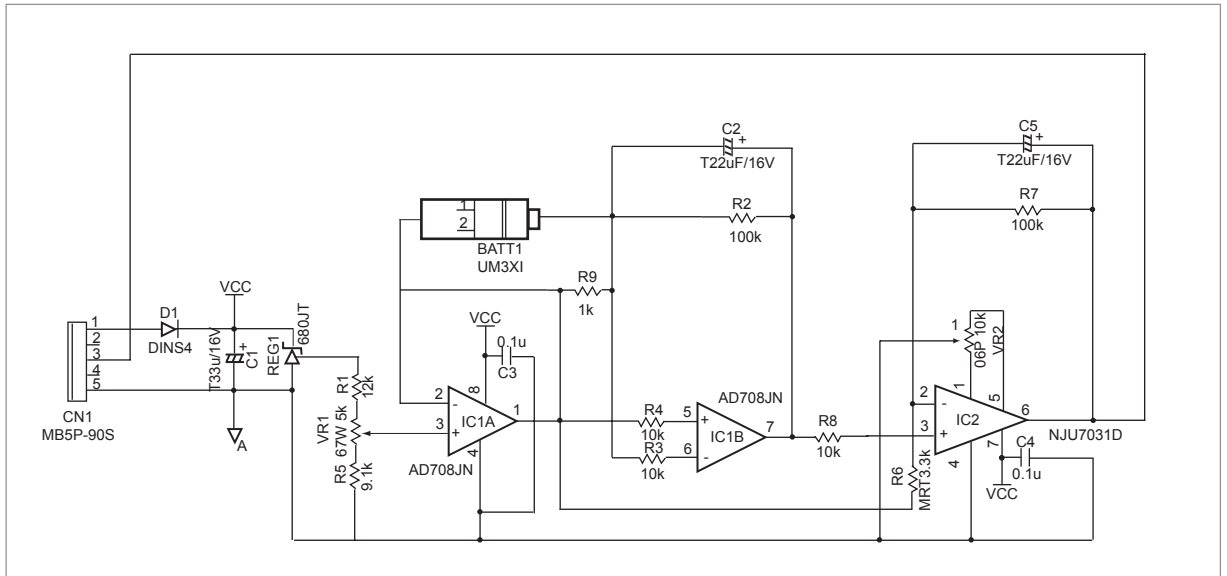 C2
+
T22uF/16V
C5
+
T22uF/16V
R2
100k
R7
100k
1
2
BATT1
UM3XI
R9
1k
VCC
D1
DINS4
T33u/16V
+
C1
REG1
680JT
R1
12k
VR1
67W 5k
R5
9.1k
1
2
3
4
5
CN1
MB5P-90S
A
VCC
0.1u
C3
8
2
-
3
+
IC1A
1
4
AD708JN
R4
10k
R3
10k
5
+
6
-
IC1B
7
AD708JN
R8
10k
1
06P 10k
VR2
1
5
2
-
3
+
IC2
6
NJU7031D
4
7
C4
0.1u
VCC
R6
MRT3.3k